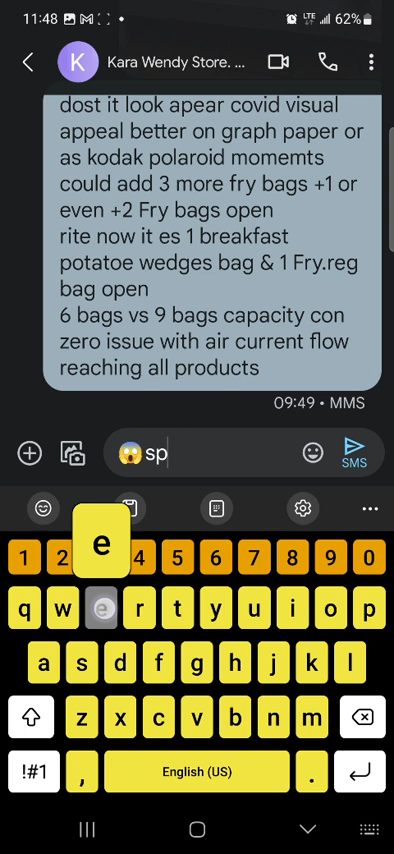 11:48 LTE 62%
K Kara Wendy Store. ...
dost it look apear covid visual
appeal better on graph paper or
as kodak polaroid momemts
could add 3 more fry bags +1 or
even +2 Fry bags open
rite now it es 1 breakfast
potatoe wedges bag & 1 Fry.reg
bag open
6 bags vs 9 bags capacity con
zero issue with air current flow
reaching all products
09:49 • MMS
😱sp
SMS
e
1 2 4 5 6 7 8 9 0
q w e r t y u i o p
a s d f g h j k l
z x c v b n m
!#1 , English (US) .